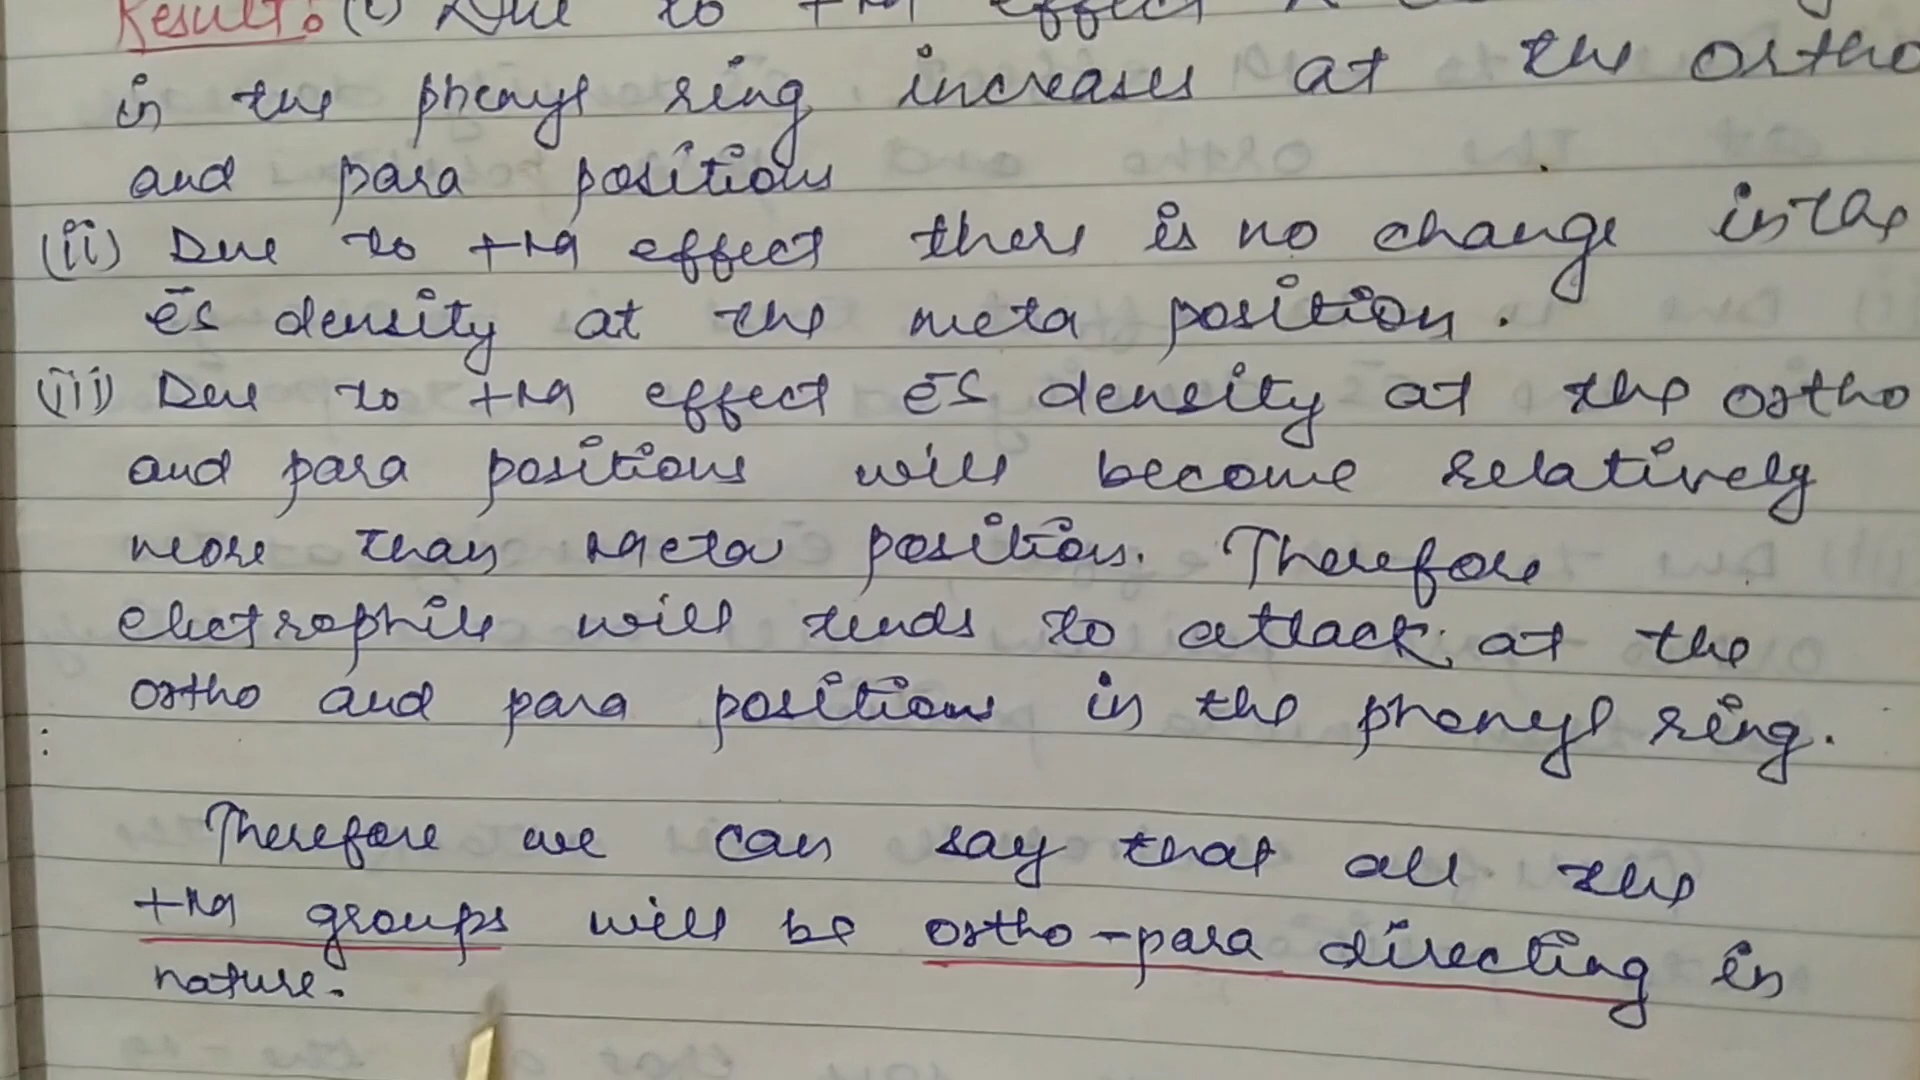 Result: (i) Due to +M effect
in the phenyl ring increases at the ortho
and para positions
(ii) Due to +M effect there is no change in the
ēs density at the meta position.
(iii) Due to +M effect ēs density at the ortho
and para positions will become relatively
more than Meta position. Therefore
electrophile will tends to attack at the
ortho and para positions in the phenyl ring.
Therefore we can say that all the
+M groups will be ortho-para directing in
nature.